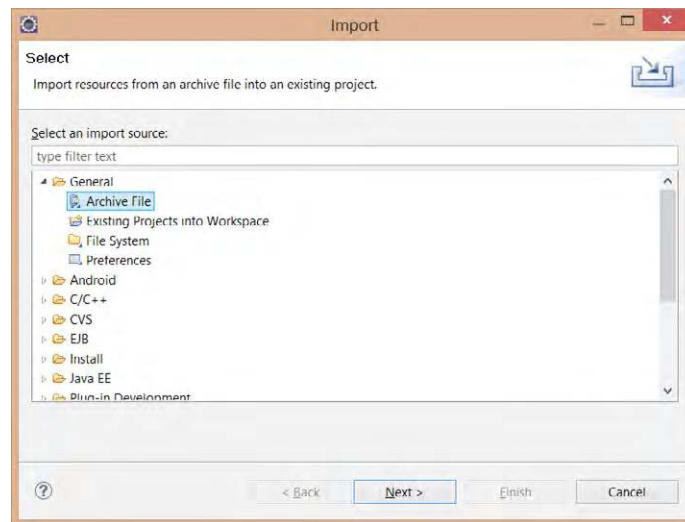 Import
Select
Import resources from an archive file into an existing project.
Select an import source:
type filter text
General
Archive File
Existing Projects into Workspace
File System
Preferences
Android
C/C++
CVS
EJB
Install
Java EE
Plug-in Development
?
< Back Next > Finish Cancel